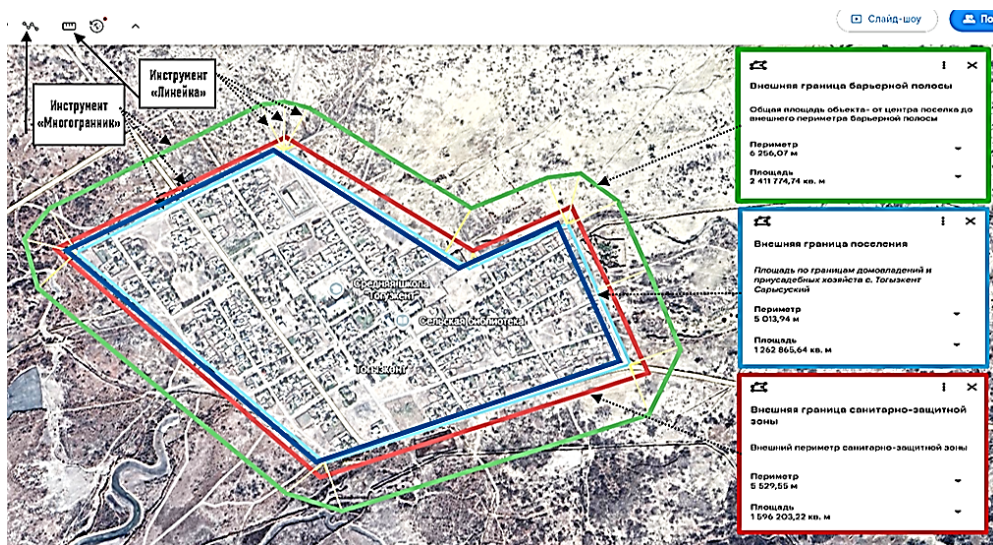 Слайд-шоу
Инструмент
«Линейка»
Инструмент
«Многогранник»
Средняя школа
Тогузкент
Сельская библиотека
Тогызкент
Внешняя граница барьерной полосы
Общая площадь объекта- от центра поселка до
внешнего периметра барьерной полосы
Периметр
6 256,07 м
Площадь
2 411 774,74 кв. м
Внешняя граница поселения
Площадь по границам домовладений и
приусадебных хозяйств с. Тогызкент
Сарысуский
Периметр
5 013,94 м
Площадь
1 262 865,64 кв. м
Внешняя граница санитарно-защитной
зоны
Внешний периметр санитарно-защитной зоны
Периметр
5 529,55 м
Площадь
1 596 203,22 кв. м